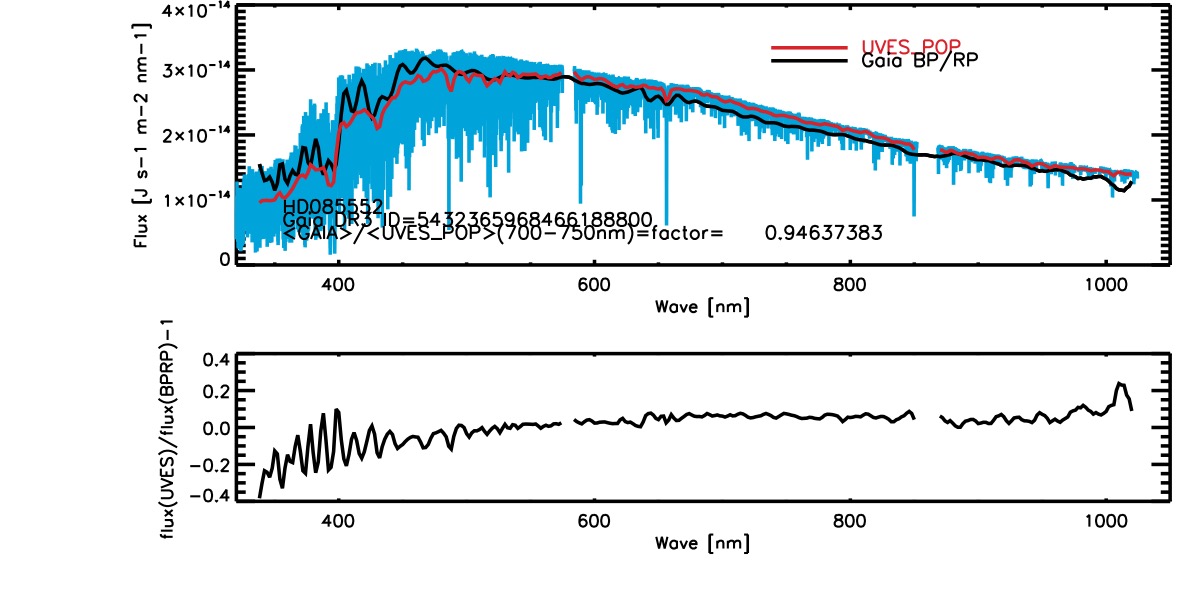 4×10⁻¹⁴
3×10⁻¹⁴
2×10⁻¹⁴
1×10⁻¹⁴
0
Flux [J s−1 m−2 nm−1]
UVES_POP
Gaia BP/RP
HD085552
Gaia DR3 ID=5432365968466188800
<GAIA>/<UVES_POP>(700−750nm)=factor= 0.94637383
400 600 800 1000
Wave [nm]
0.4
0.2
0.0
−0.2
−0.4
flux(UVES)/flux(BPRP)−1
400 600 800 1000
Wave [nm]